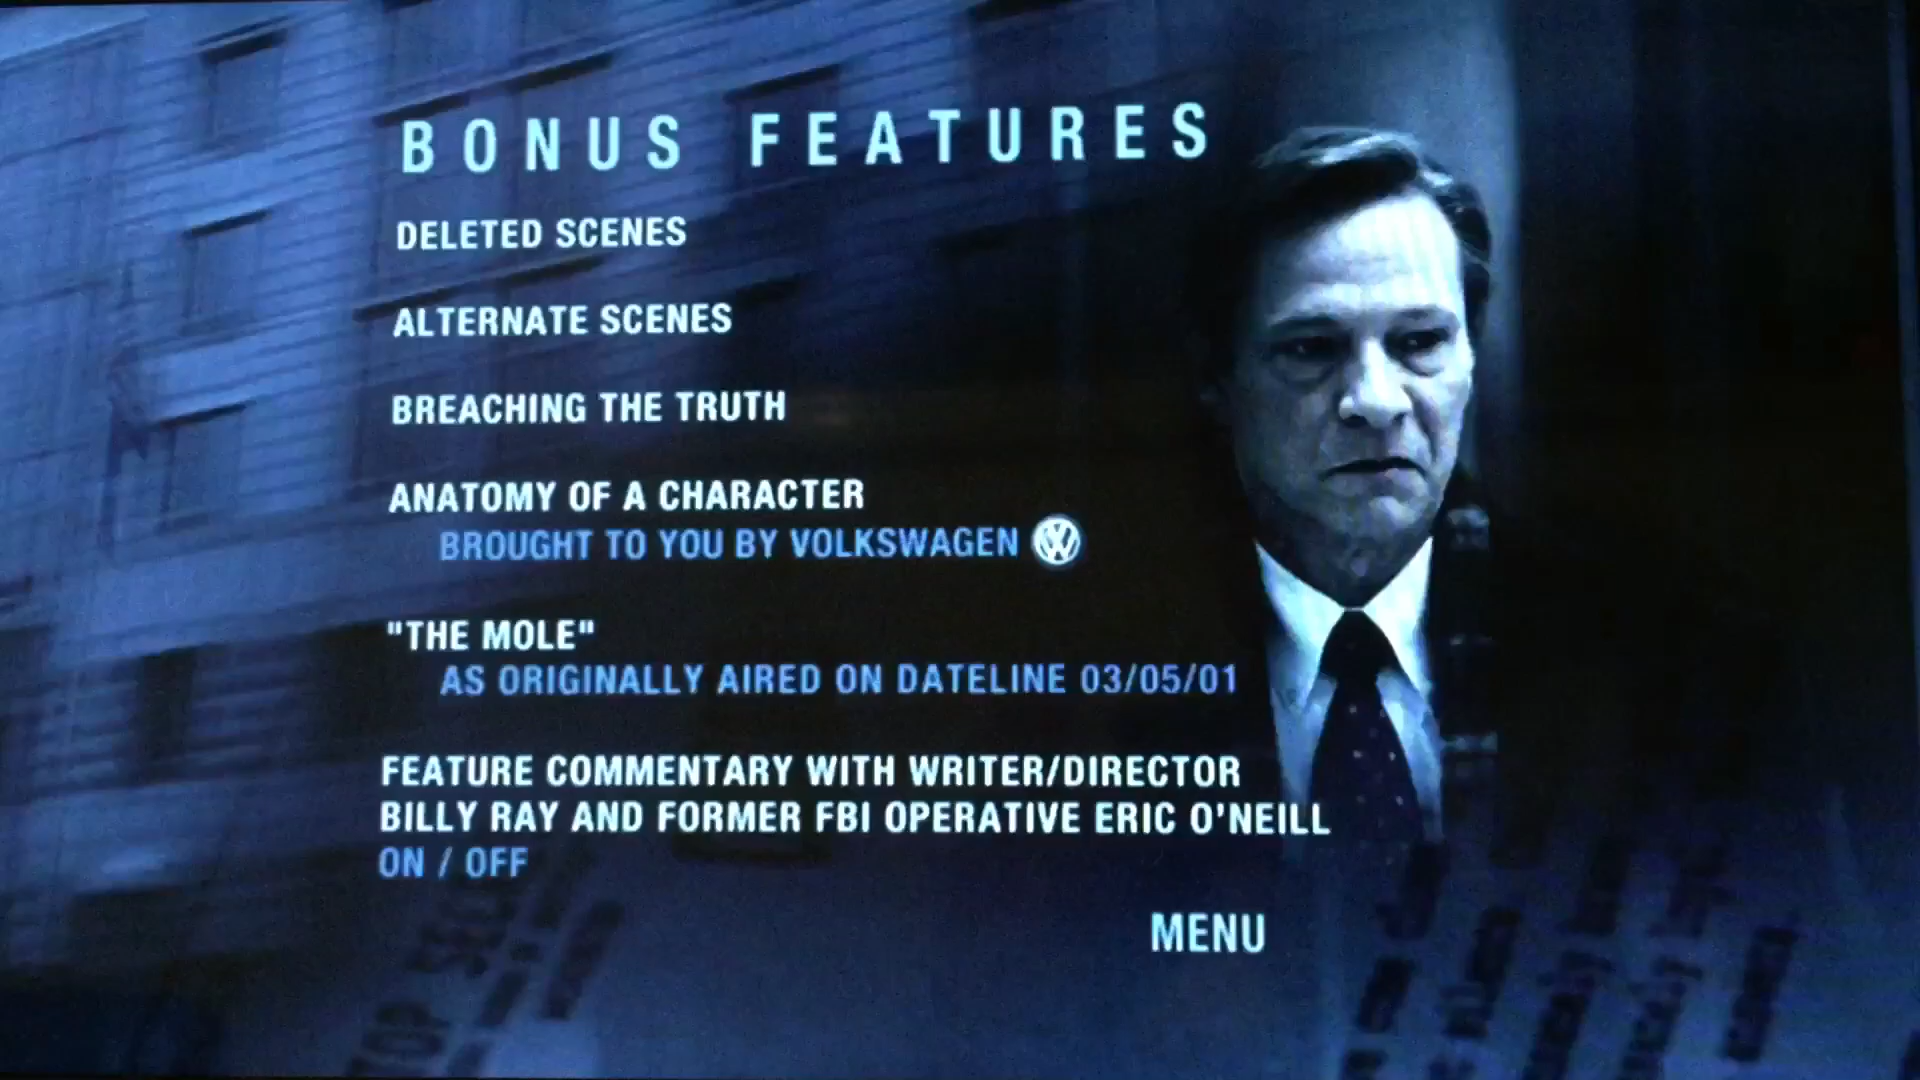 BONUS FEATURES
DELETED SCENES
ALTERNATE SCENES
BREACHING THE TRUTH
ANATOMY OF A CHARACTER
BROUGHT TO YOU BY VOLKSWAGEN
"THE MOLE"
AS ORIGINALLY AIRED ON DATELINE 03/05/01
FEATURE COMMENTARY WITH WRITER/DIRECTOR
BILLY RAY AND FORMER FBI OPERATIVE ERIC O'NEILL
ON / OFF
MENU